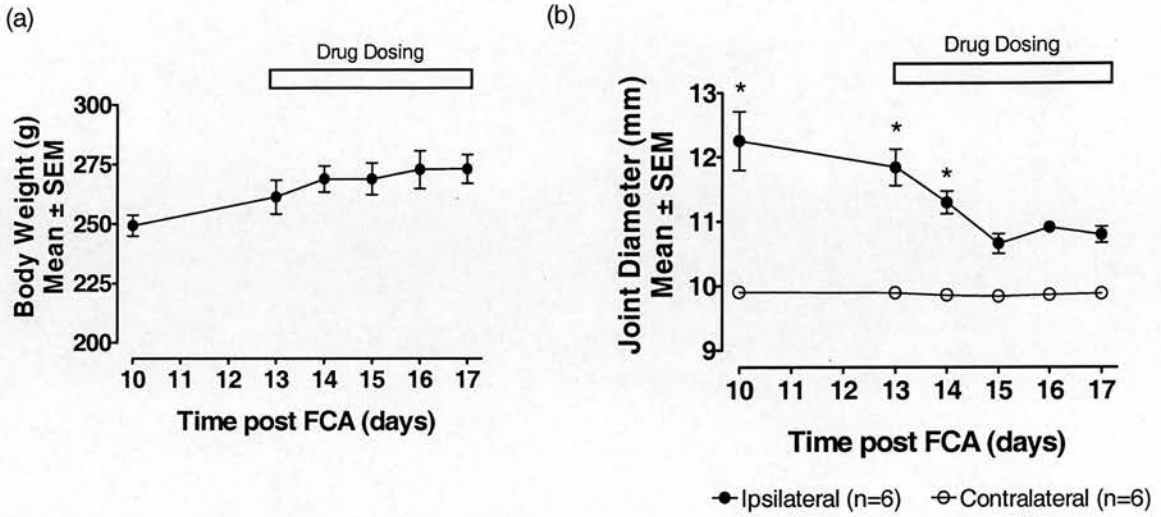 (a)
Drug Dosing
Body Weight (g)
Mean ± SEM
300
275
250
225
200
10 11 12 13 14 15 16 17
Time post FCA (days)
(b)
Drug Dosing
Joint Diameter (mm)
Mean ± SEM
13
12
11
10
9
* * *
10 11 12 13 14 15 16 17
Time post FCA (days)
Ipsilateral (n=6) Contralateral (n=6)